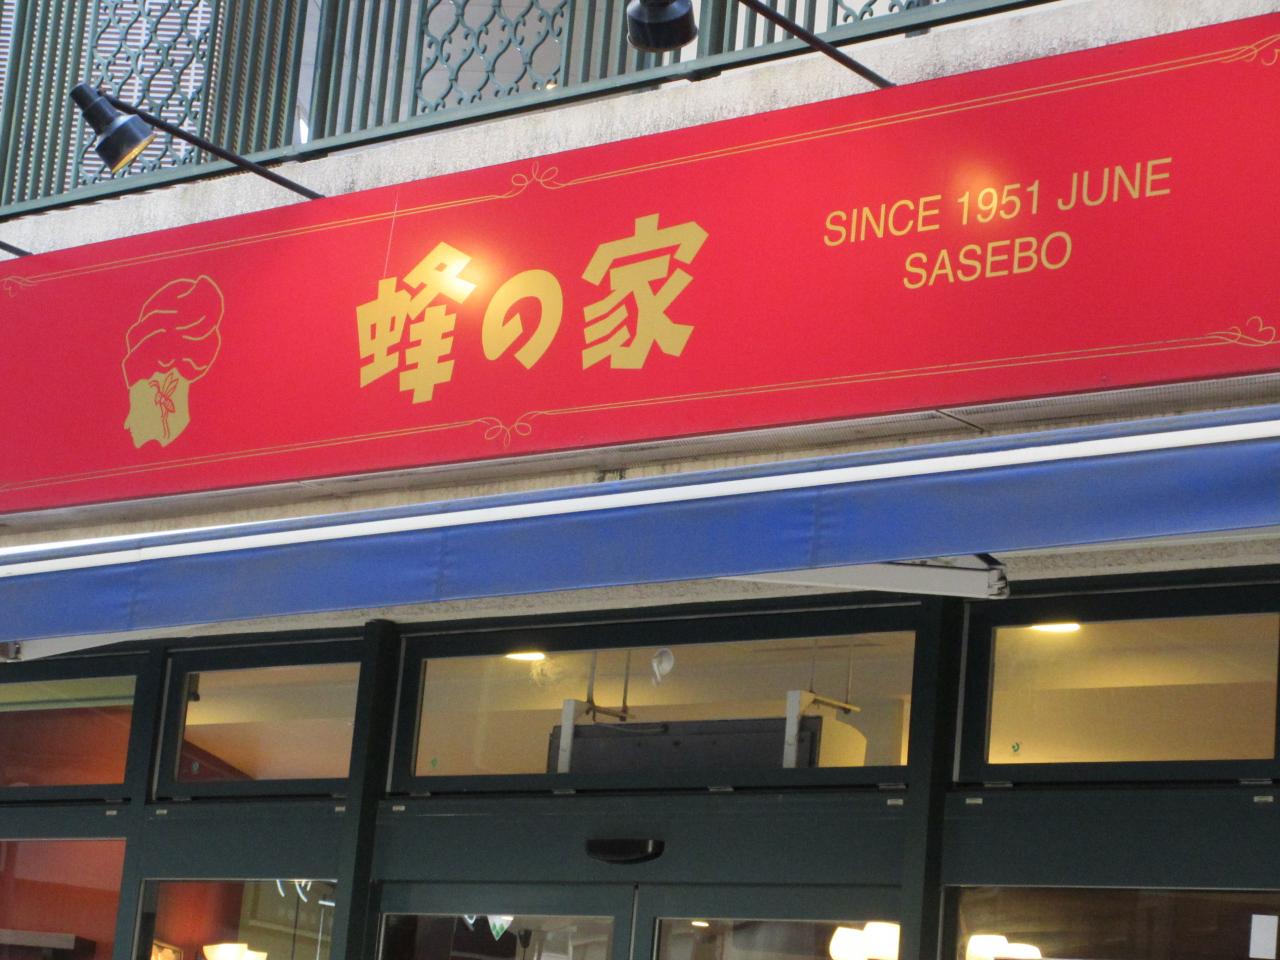 蜂の家
SINCE 1951 JUNE
SASEBO